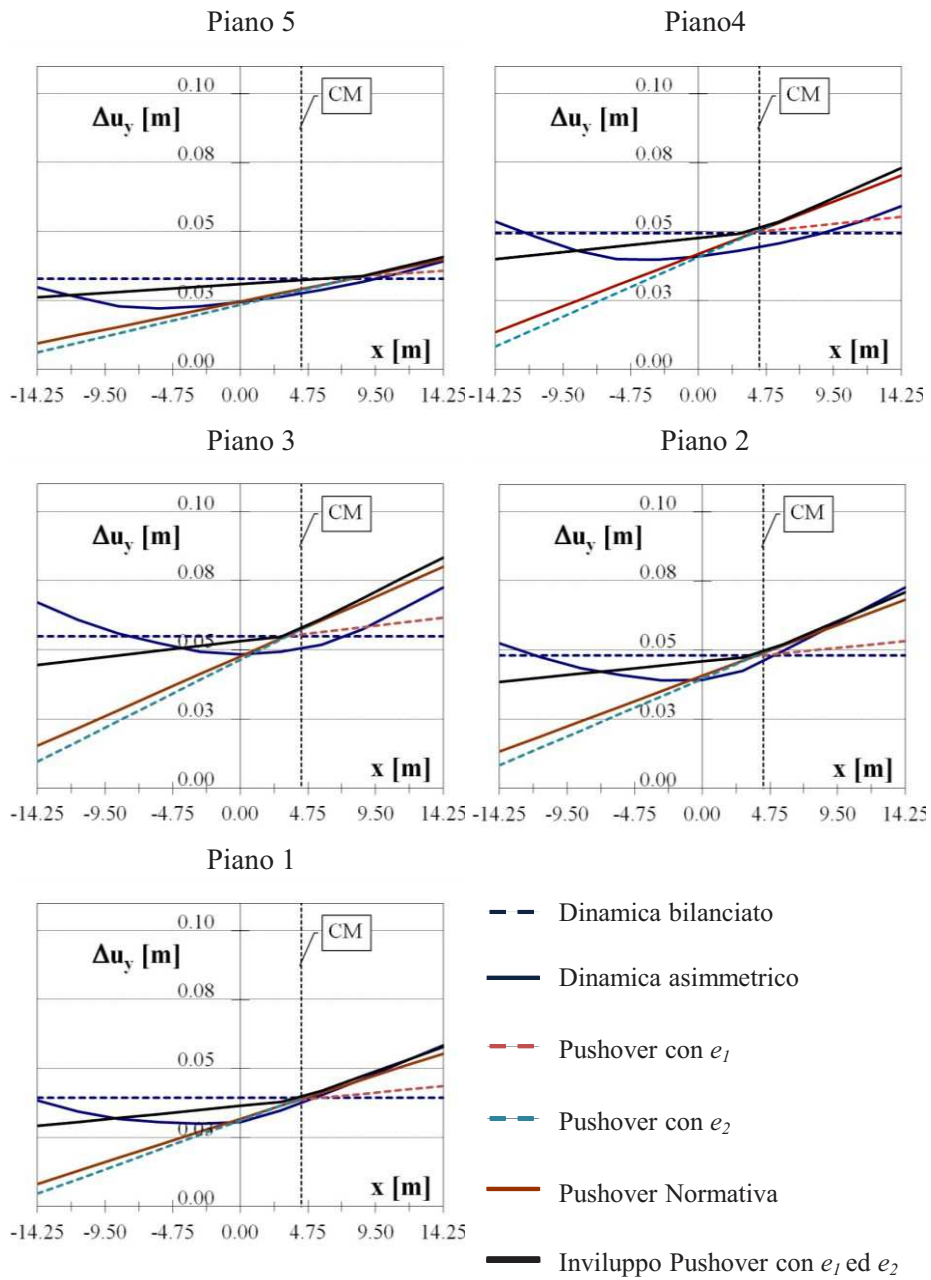 Piano 5
0.10
CM
Δu_y [m]
0.08
0.05
0.03
x [m]
0.00
-14.25 -9.50 -4.75 0.00 4.75 9.50 14.25
Piano4
0.10
CM
Δu_y [m]
0.08
0.05
0.03
x [m]
0.00
-14.25 -9.50 -4.75 0.00 4.75 9.50 14.25
Piano 3
0.10
CM
Δu_y [m]
0.08
0.05
0.03
x [m]
0.00
-14.25 -9.50 -4.75 0.00 4.75 9.50 14.25
Piano 2
0.10
CM
Δu_y [m]
0.08
0.05
0.03
x [m]
0.00
-14.25 -9.50 -4.75 0.00 4.75 9.50 14.25
Piano 1
0.10
CM
Δu_y [m]
0.08
0.05
0.03
x [m]
0.00
-14.25 -9.50 -4.75 0.00 4.75 9.50 14.25
Dinamica bilanciato
Dinamica asimmetrico
Pushover con e_1
Pushover con e_2
Pushover Normativa
Inviluppo Pushover con e_1 ed e_2